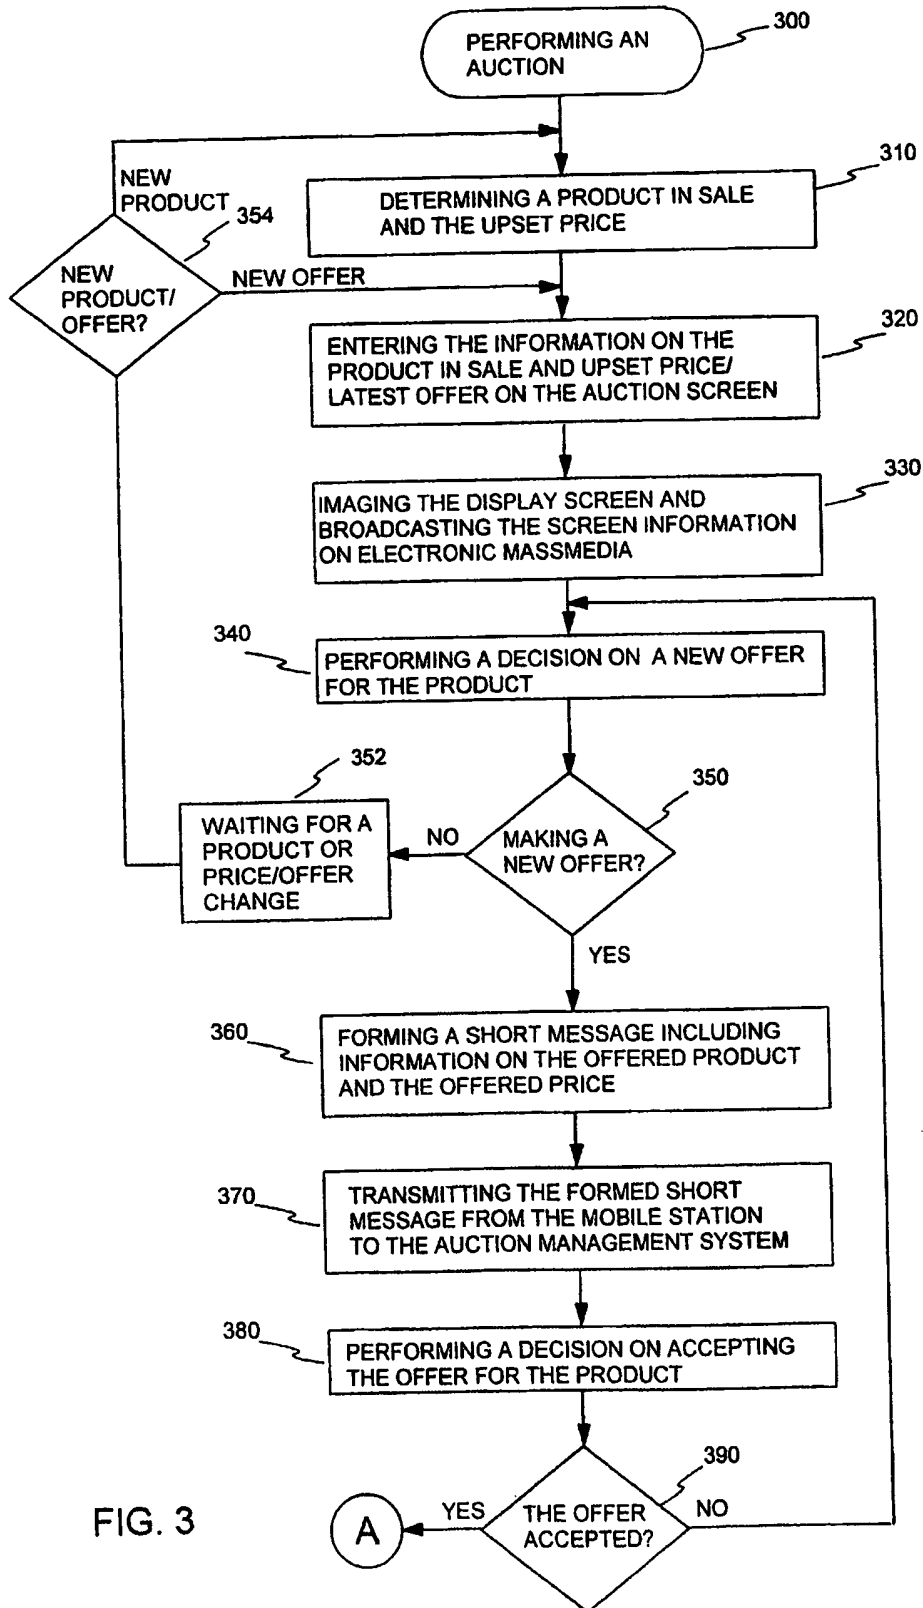 PERFORMING AN
AUCTION
300
NEW
PRODUCT
354
310
DETERMINING A PRODUCT IN SALE
AND THE UPSET PRICE
NEW
PRODUCT/
OFFER?
NEW OFFER
320
ENTERING THE INFORMATION ON THE
PRODUCT IN SALE AND UPSET PRICE/
LATEST OFFER ON THE AUCTION SCREEN
330
IMAGING THE DISPLAY SCREEN AND
BROADCASTING THE SCREEN INFORMATION
ON ELECTRONIC MASSMEDIA
340
PERFORMING A DECISION ON A NEW OFFER
FOR THE PRODUCT
352
350
WAITING FOR A
PRODUCT OR
PRICE/OFFER
CHANGE
NO
MAKING A
NEW OFFER?
YES
360
FORMING A SHORT MESSAGE INCLUDING
INFORMATION ON THE OFFERED PRODUCT
AND THE OFFERED PRICE
370
TRANSMITTING THE FORMED SHORT
MESSAGE FROM THE MOBILE STATION
TO THE AUCTION MANAGEMENT SYSTEM
380
PERFORMING A DECISION ON ACCEPTING
THE OFFER FOR THE PRODUCT
390
FIG. 3
A
YES
THE OFFER
ACCEPTED?
NO